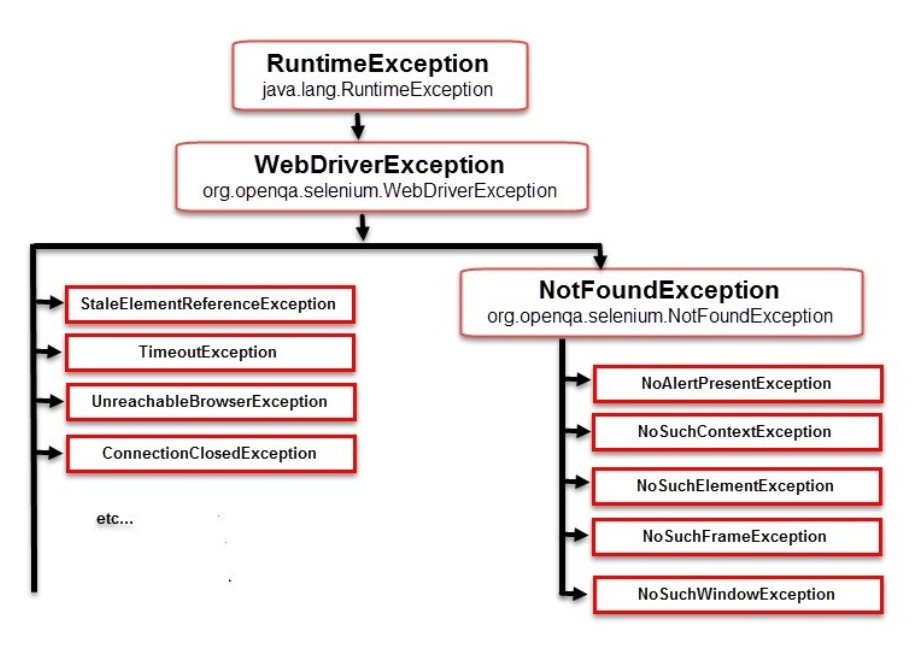 RuntimeException
java.lang.RuntimeException
WebDriverException
org.openqa.selenium.WebDriverException
StaleElementReferenceException
TimeoutException
UnreachableBrowserException
ConnectionClosedException
etc...
NotFoundException
org.openqa.selenium.NotFoundException
NoAlertPresentException
NoSuchContextException
NoSuchElementException
NoSuchFrameException
NoSuchWindowException